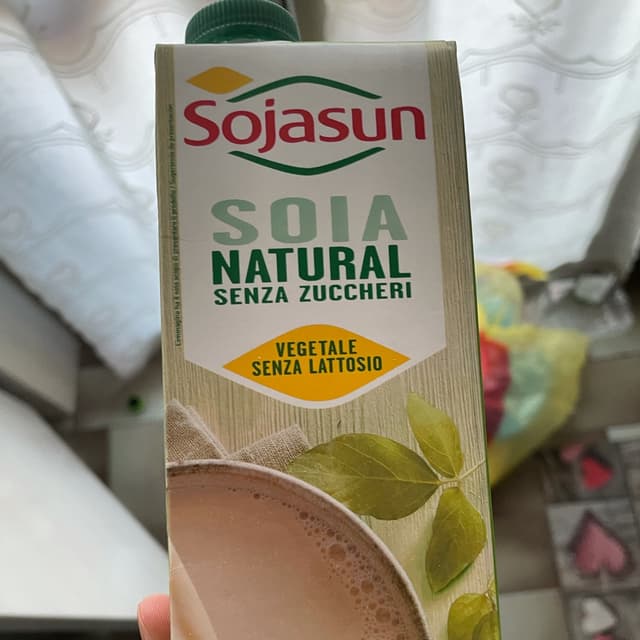 Sojasun
SOIA
NATURAL
SENZA ZUCCHERI
VEGETALE
SENZA LATTOSIO